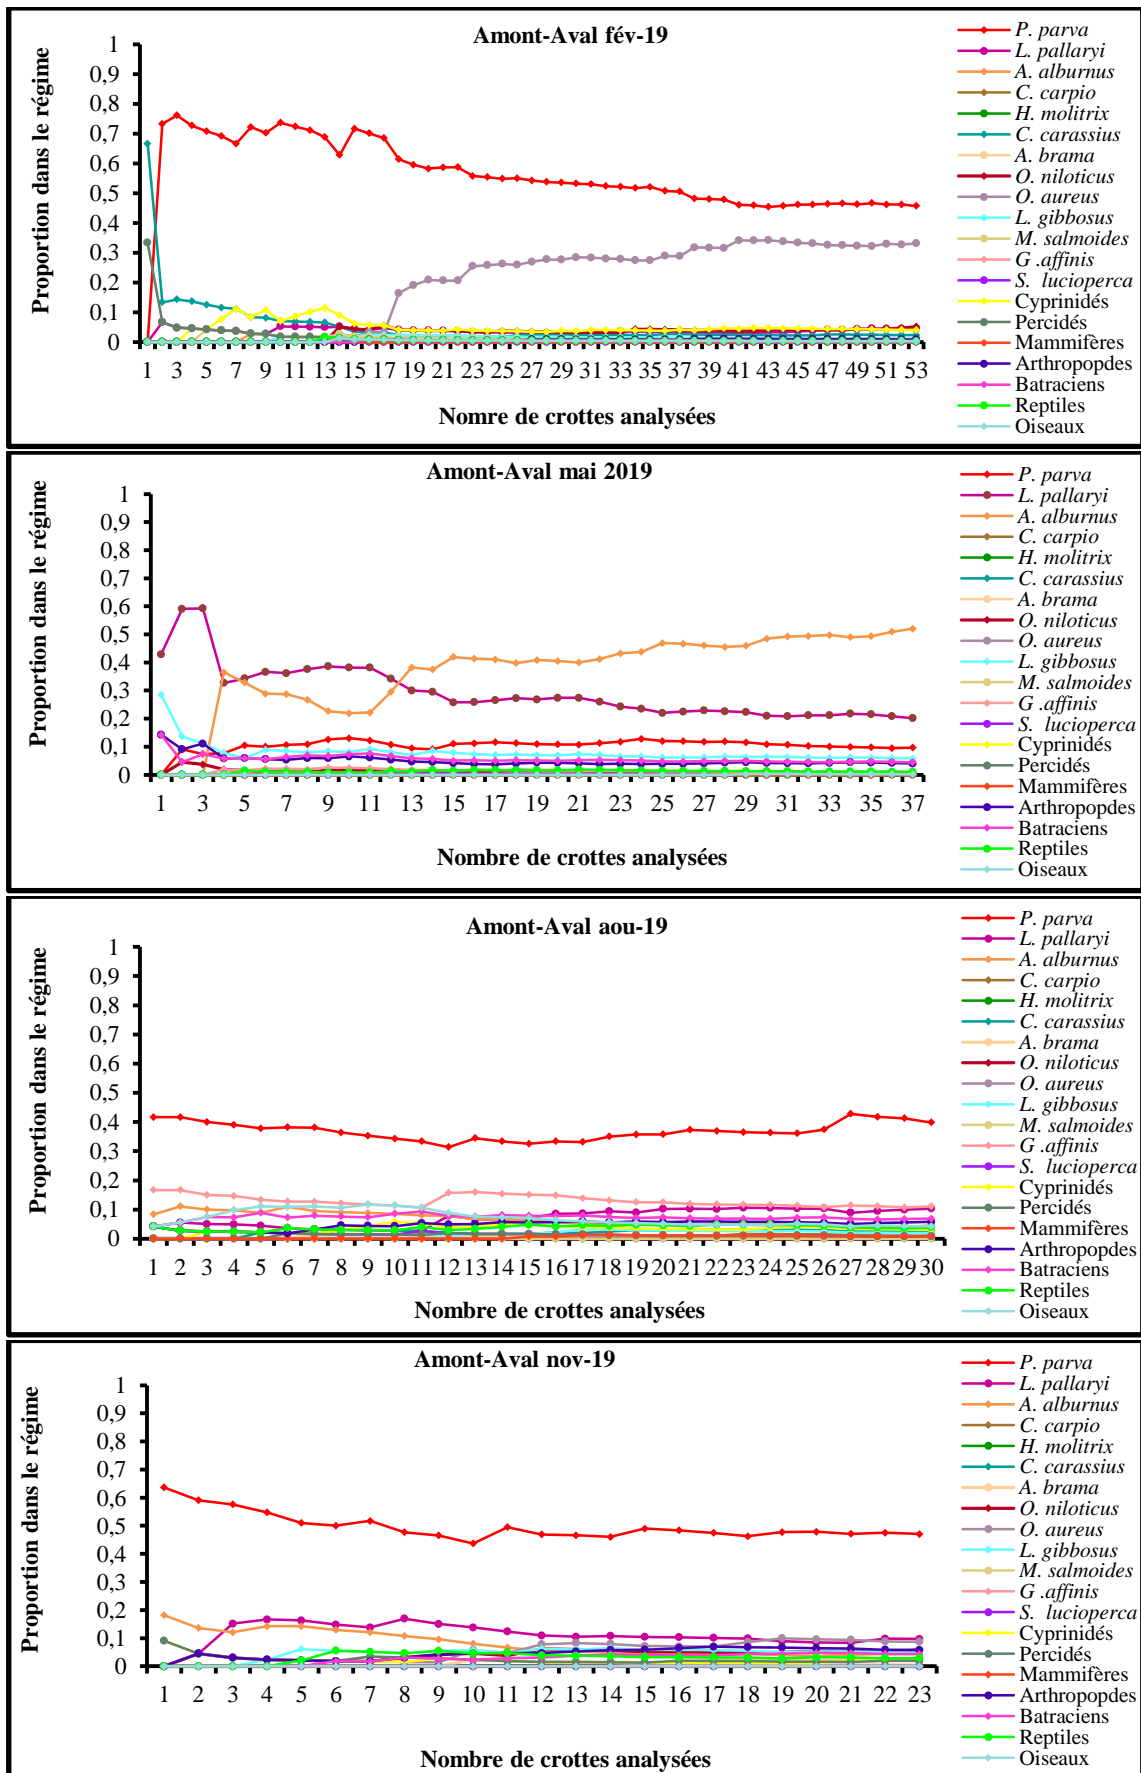 Amont-Aval fév-19
Proportion dans le régime
1
0,9
0,8
0,7
0,6
0,5
0,4
0,3
0,2
0,1
0
1 3 5 7 9 11 13 15 17 19 21 23 25 27 29 31 33 35 37 39 41 43 45 47 49 51 53
Nomre de crottes analysées
P. parva
L. pallaryi
A. alburnus
C. carpio
H. molitrix
C. carassius
A. brama
O. niloticus
O. aureus
L. gibbosus
M. salmoides
G .affinis
S. lucioperca
Cyprinidés
Percidés
Mammifères
Arthropopdes
Batraciens
Reptiles
Oiseaux
Amont-Aval mai 2019
Proportion dans le régime
1
0,9
0,8
0,7
0,6
0,5
0,4
0,3
0,2
0,1
0
1 3 5 7 9 11 13 15 17 19 21 23 25 27 29 31 33 35 37
Nombre de crottes analysées
P. parva
L. pallaryi
A. alburnus
C. carpio
H. molitrix
C. carassius
A. brama
O. niloticus
O. aureus
L. gibbosus
M. salmoides
G .affinis
S. lucioperca
Cyprinidés
Percidés
Mammifères
Arthropopdes
Batraciens
Reptiles
Oiseaux
Amont-Aval aou-19
Proportion dans le régime
1
0,9
0,8
0,7
0,6
0,5
0,4
0,3
0,2
0,1
0
1 2 3 4 5 6 7 8 9 10 11 12 13 14 15 16 17 18 19 20 21 22 23 24 25 26 27 28 29 30
Nombre de crottes analysées
P. parva
L. pallaryi
A. alburnus
C. carpio
H. molitrix
C. carassius
A. brama
O. niloticus
O. aureus
L. gibbosus
M. salmoides
G .affinis
S. lucioperca
Cyprinidés
Percidés
Mammifères
Arthropopdes
Batraciens
Reptiles
Oiseaux
Amont-Aval nov-19
Proportion dans le régime
1
0,9
0,8
0,7
0,6
0,5
0,4
0,3
0,2
0,1
0
1 2 3 4 5 6 7 8 9 10 11 12 13 14 15 16 17 18 19 20 21 22 23
Nombre de crottes analysées
P. parva
L. pallaryi
A. alburnus
C. carpio
H. molitrix
C. carassius
A. brama
O. niloticus
O. aureus
L. gibbosus
M. salmoides
G .affinis
S. lucioperca
Cyprinidés
Percidés
Mammifères
Arthropopdes
Batraciens
Reptiles
Oiseaux